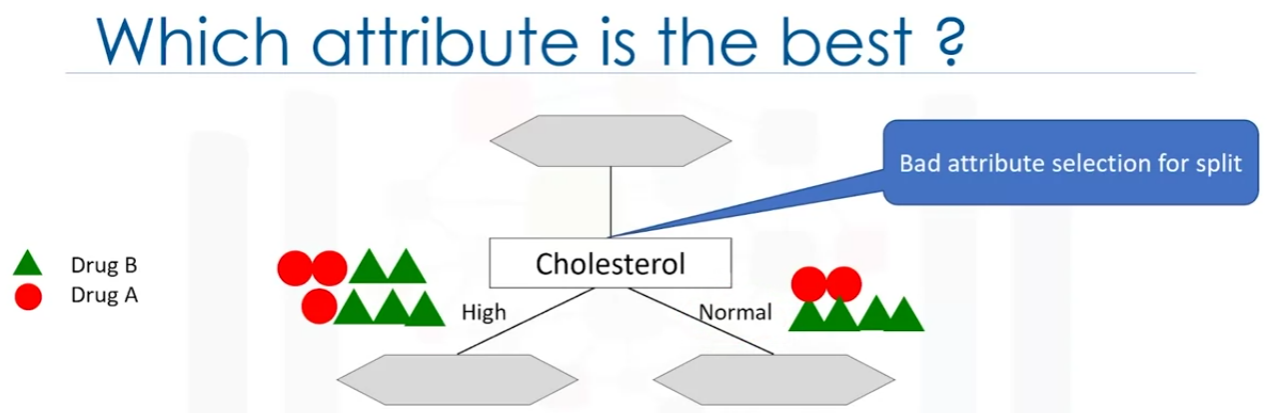 Which attribute is the best ?
Bad attribute selection for split
Drug B
Drug A
Cholesterol
High
Normal